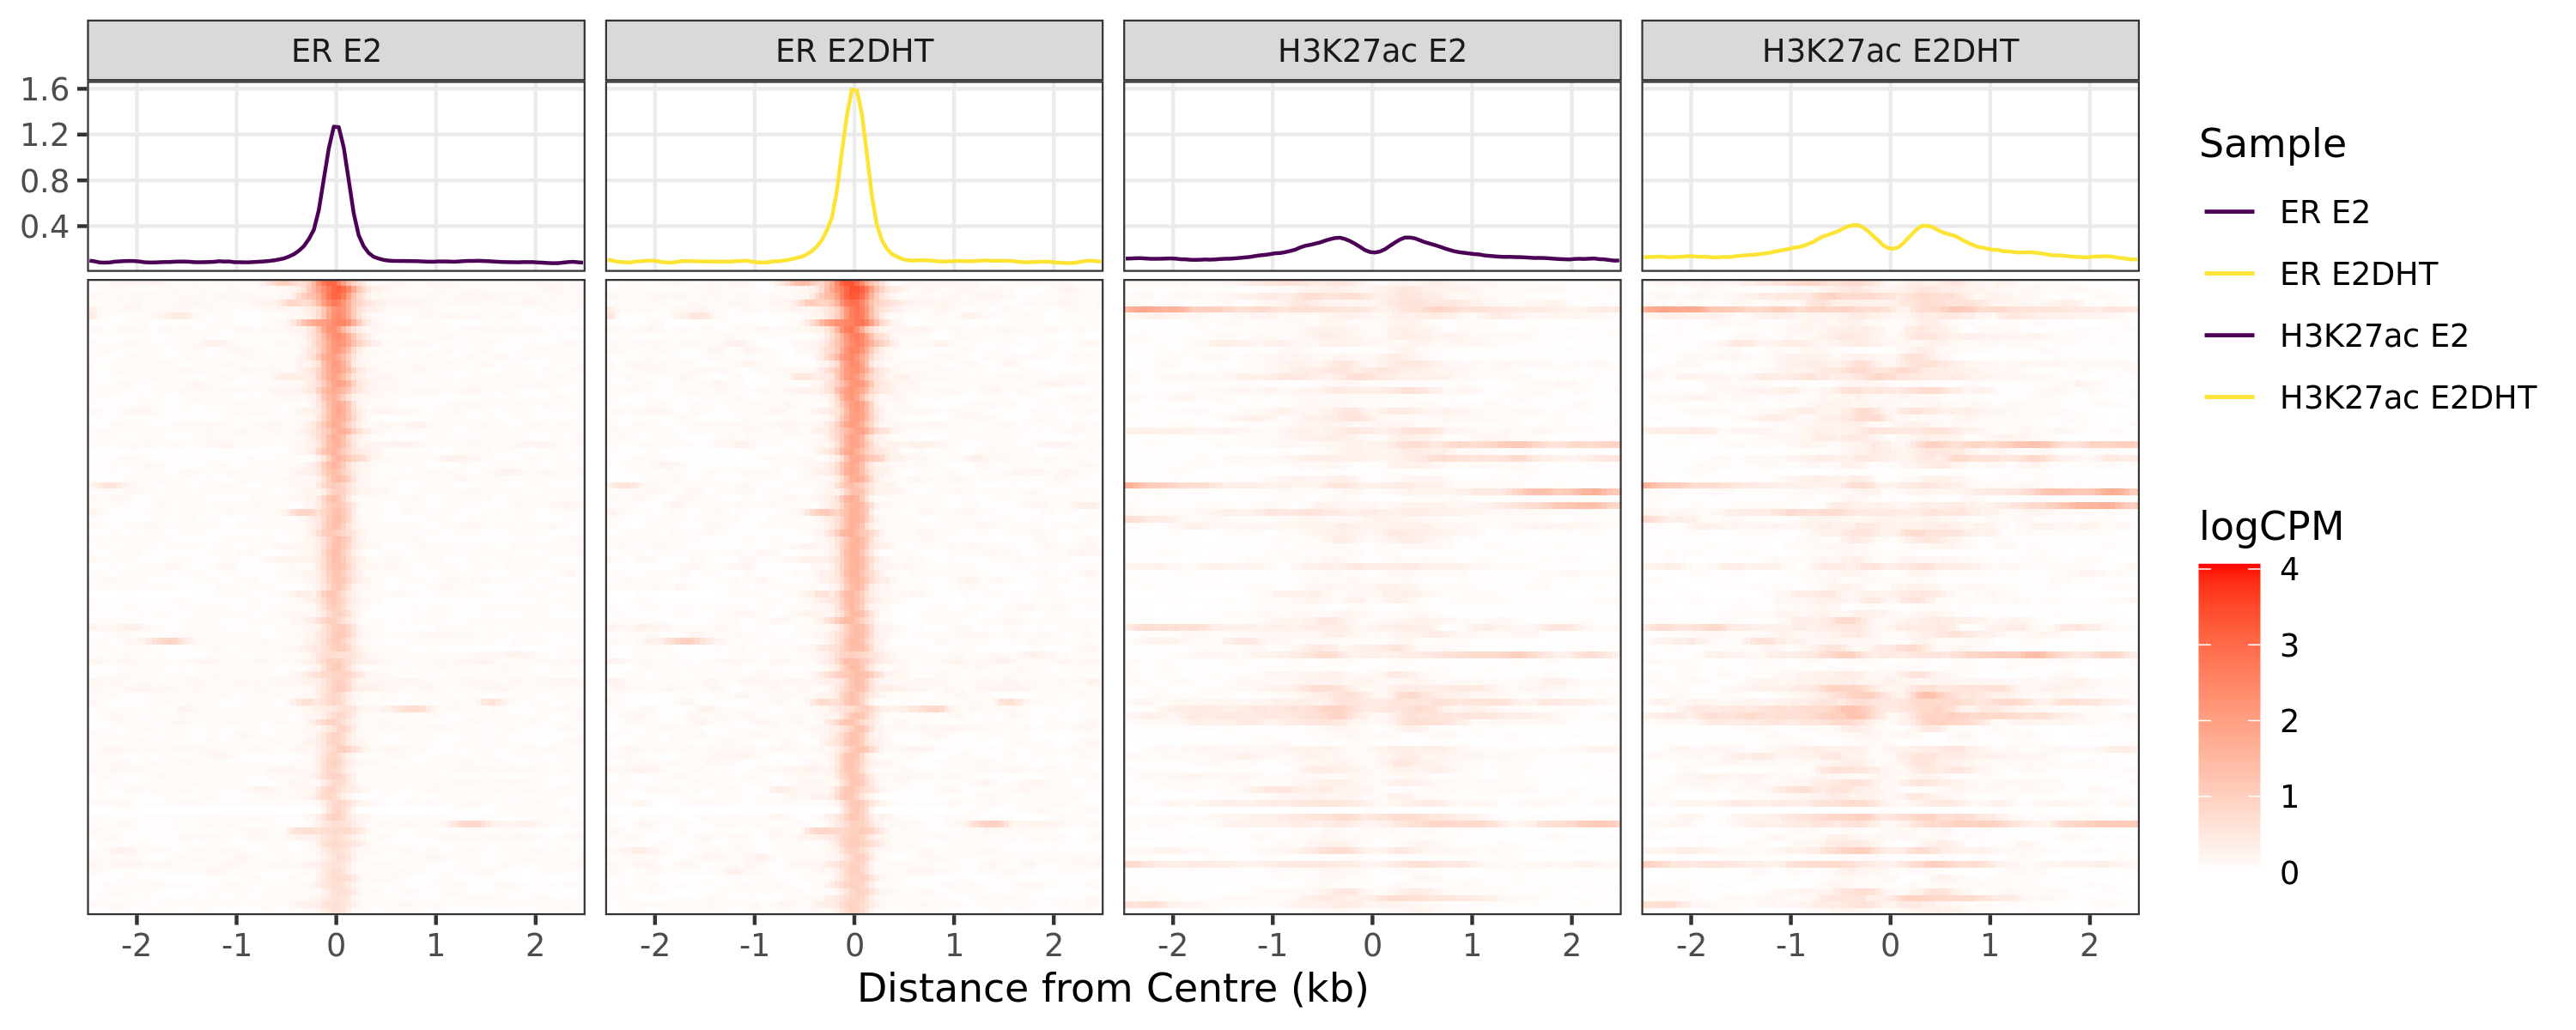 ER E2
ER E2DHT
H3K27ac E2
H3K27ac E2DHT
1.6
1.2
0.8
0.4
-2 -1 0 1 2
-2 -1 0 1 2
-2 -1 0 1 2
-2 -1 0 1 2
Distance from Centre (kb)
Sample
ER E2
ER E2DHT
H3K27ac E2
H3K27ac E2DHT
logCPM
4
3
2
1
0